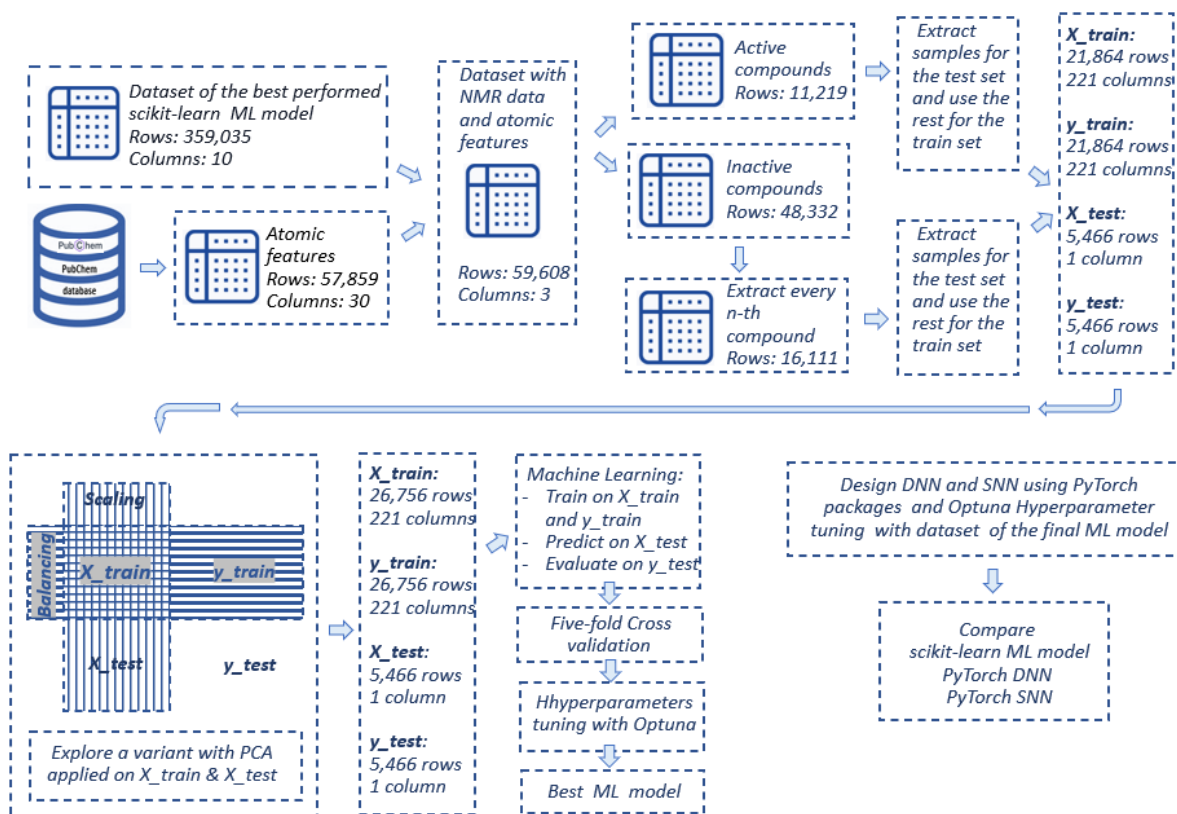 Dataset of the best performed
scikit-learn ML model
Rows: 359,035
Columns: 10
PubChem
PubChem
database
Atomic
features
Rows: 57,859
Columns: 30
Dataset with
NMR data
and atomic
features
Rows: 59,608
Columns: 3
Active
compounds
Rows: 11,219
Inactive
compounds
Rows: 48,332
Extract every
n-th
compound
Rows: 16,111
Extract
samples for
the test set
and use the
rest for the
train set
Extract
samples for
the test set
and use the
rest for the
train set
X_train:
21,864 rows
221 columns
y_train:
21,864 rows
221 columns
X_test:
5,466 rows
1 column
y_test:
5,466 rows
1 column
Scaling
Balancing
X_train
y_train
X_test
y_test
Explore a variant with PCA
applied on X_train & X_test
X_train:
26,756 rows
221 columns
y_train:
26,756 rows
221 columns
X_test:
5,466 rows
1 column
y_test:
5,466 rows
1 column
Machine Learning:
- Train on X_train
and y_train
- Predict on X_test
- Evaluate on y_test
Five-fold Cross
validation
Hhyperparameters
tuning with Optuna
Best ML model
Design DNN and SNN using PyTorch
packages and Optuna Hyperparameter
tuning with dataset of the final ML model
Compare
scikit-learn ML model
PyTorch DNN
PyTorch SNN